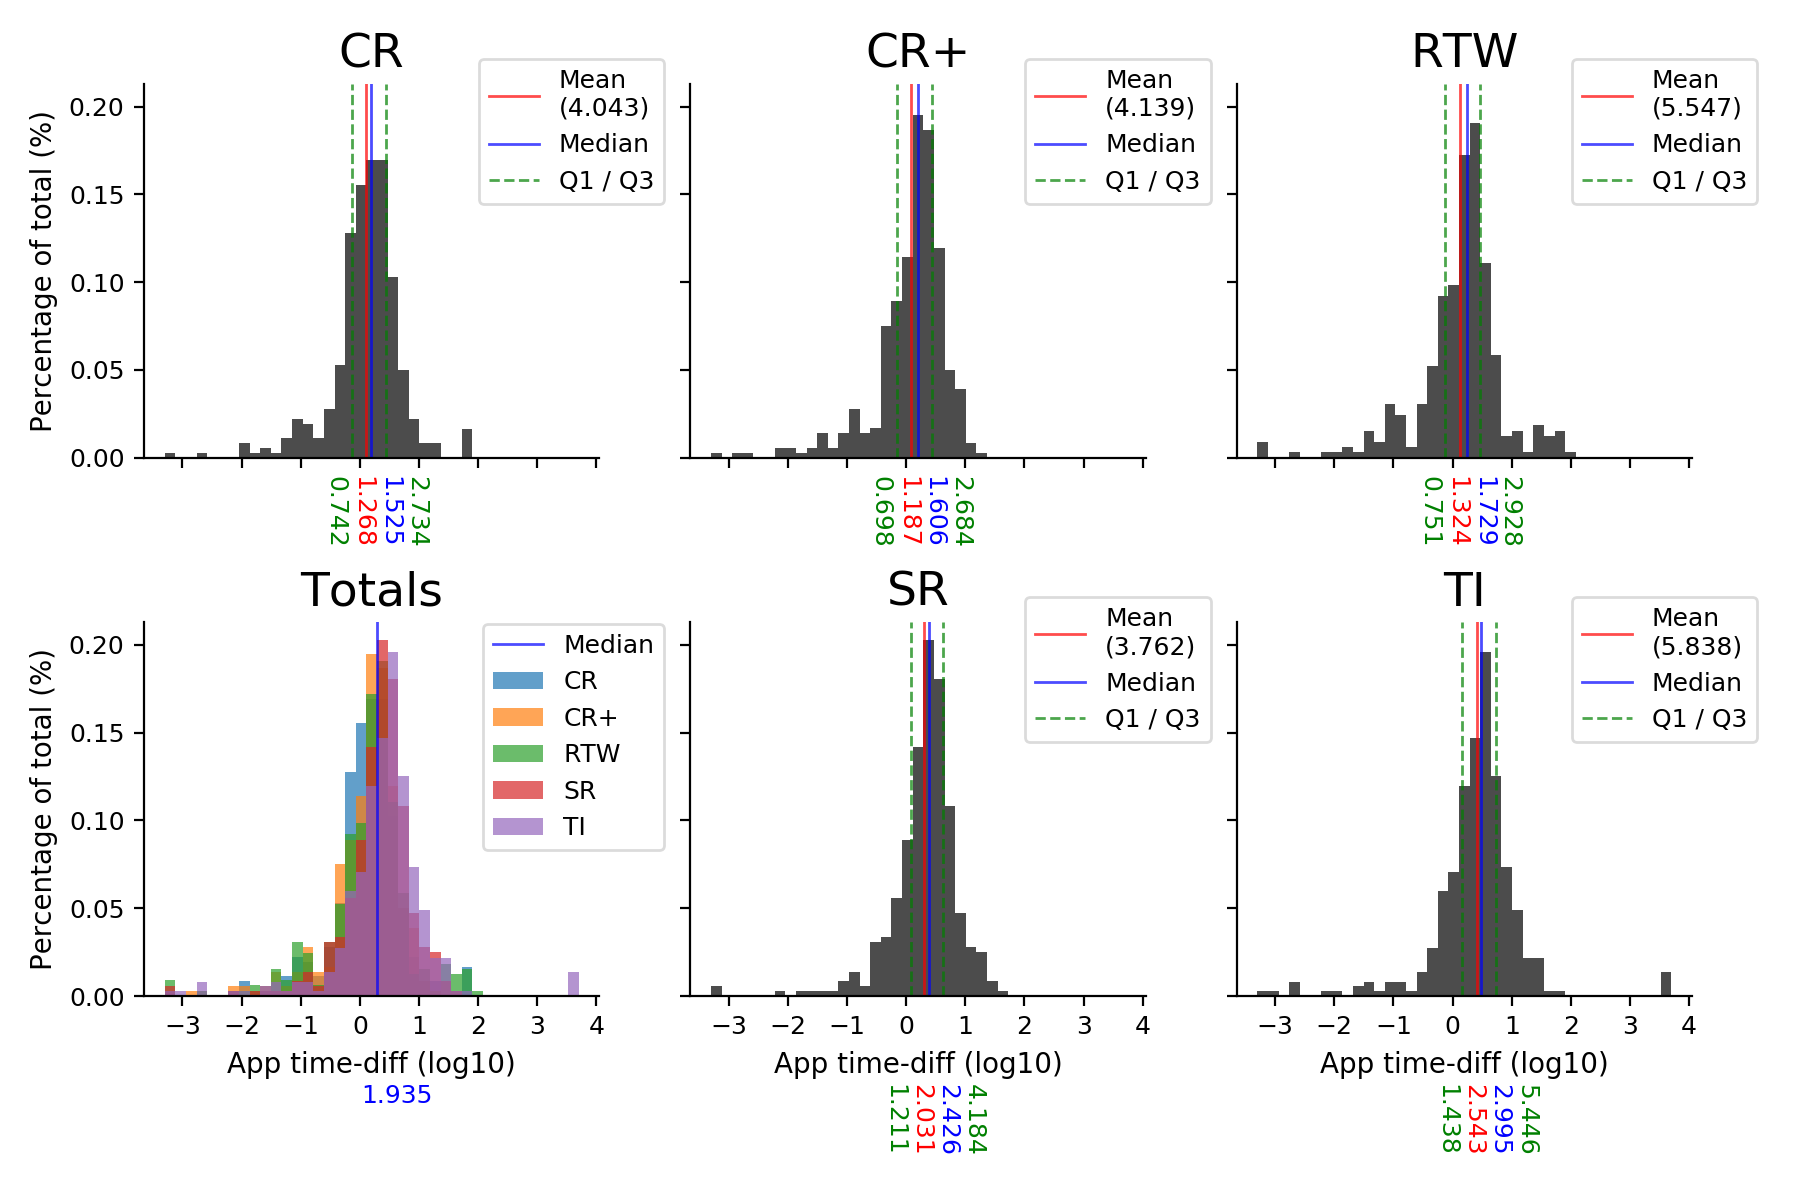 CR
Percentage of total (%)
0.20
0.15
0.10
0.05
0.00
Mean
(4.043)
Median
Q1 / Q3
0.742
1.268
1.525
2.734
CR+
Mean
(4.139)
Median
Q1 / Q3
0.698
1.187
1.606
2.684
RTW
Mean
(5.547)
Median
Q1 / Q3
0.751
1.324
1.729
2.928
Totals
Percentage of total (%)
0.20
0.15
0.10
0.05
0.00
Median
CR
CR+
RTW
SR
TI
−3 −2 −1 0 1 2 3 4
App time-diff (log10)
1.935
SR
Mean
(3.762)
Median
Q1 / Q3
−3 −2 −1 0 1 2 3 4
App time-diff (log10)
1.211
2.031
2.426
4.184
TI
Mean
(5.838)
Median
Q1 / Q3
−3 −2 −1 0 1 2 3 4
App time-diff (log10)
1.438
2.543
2.995
5.446